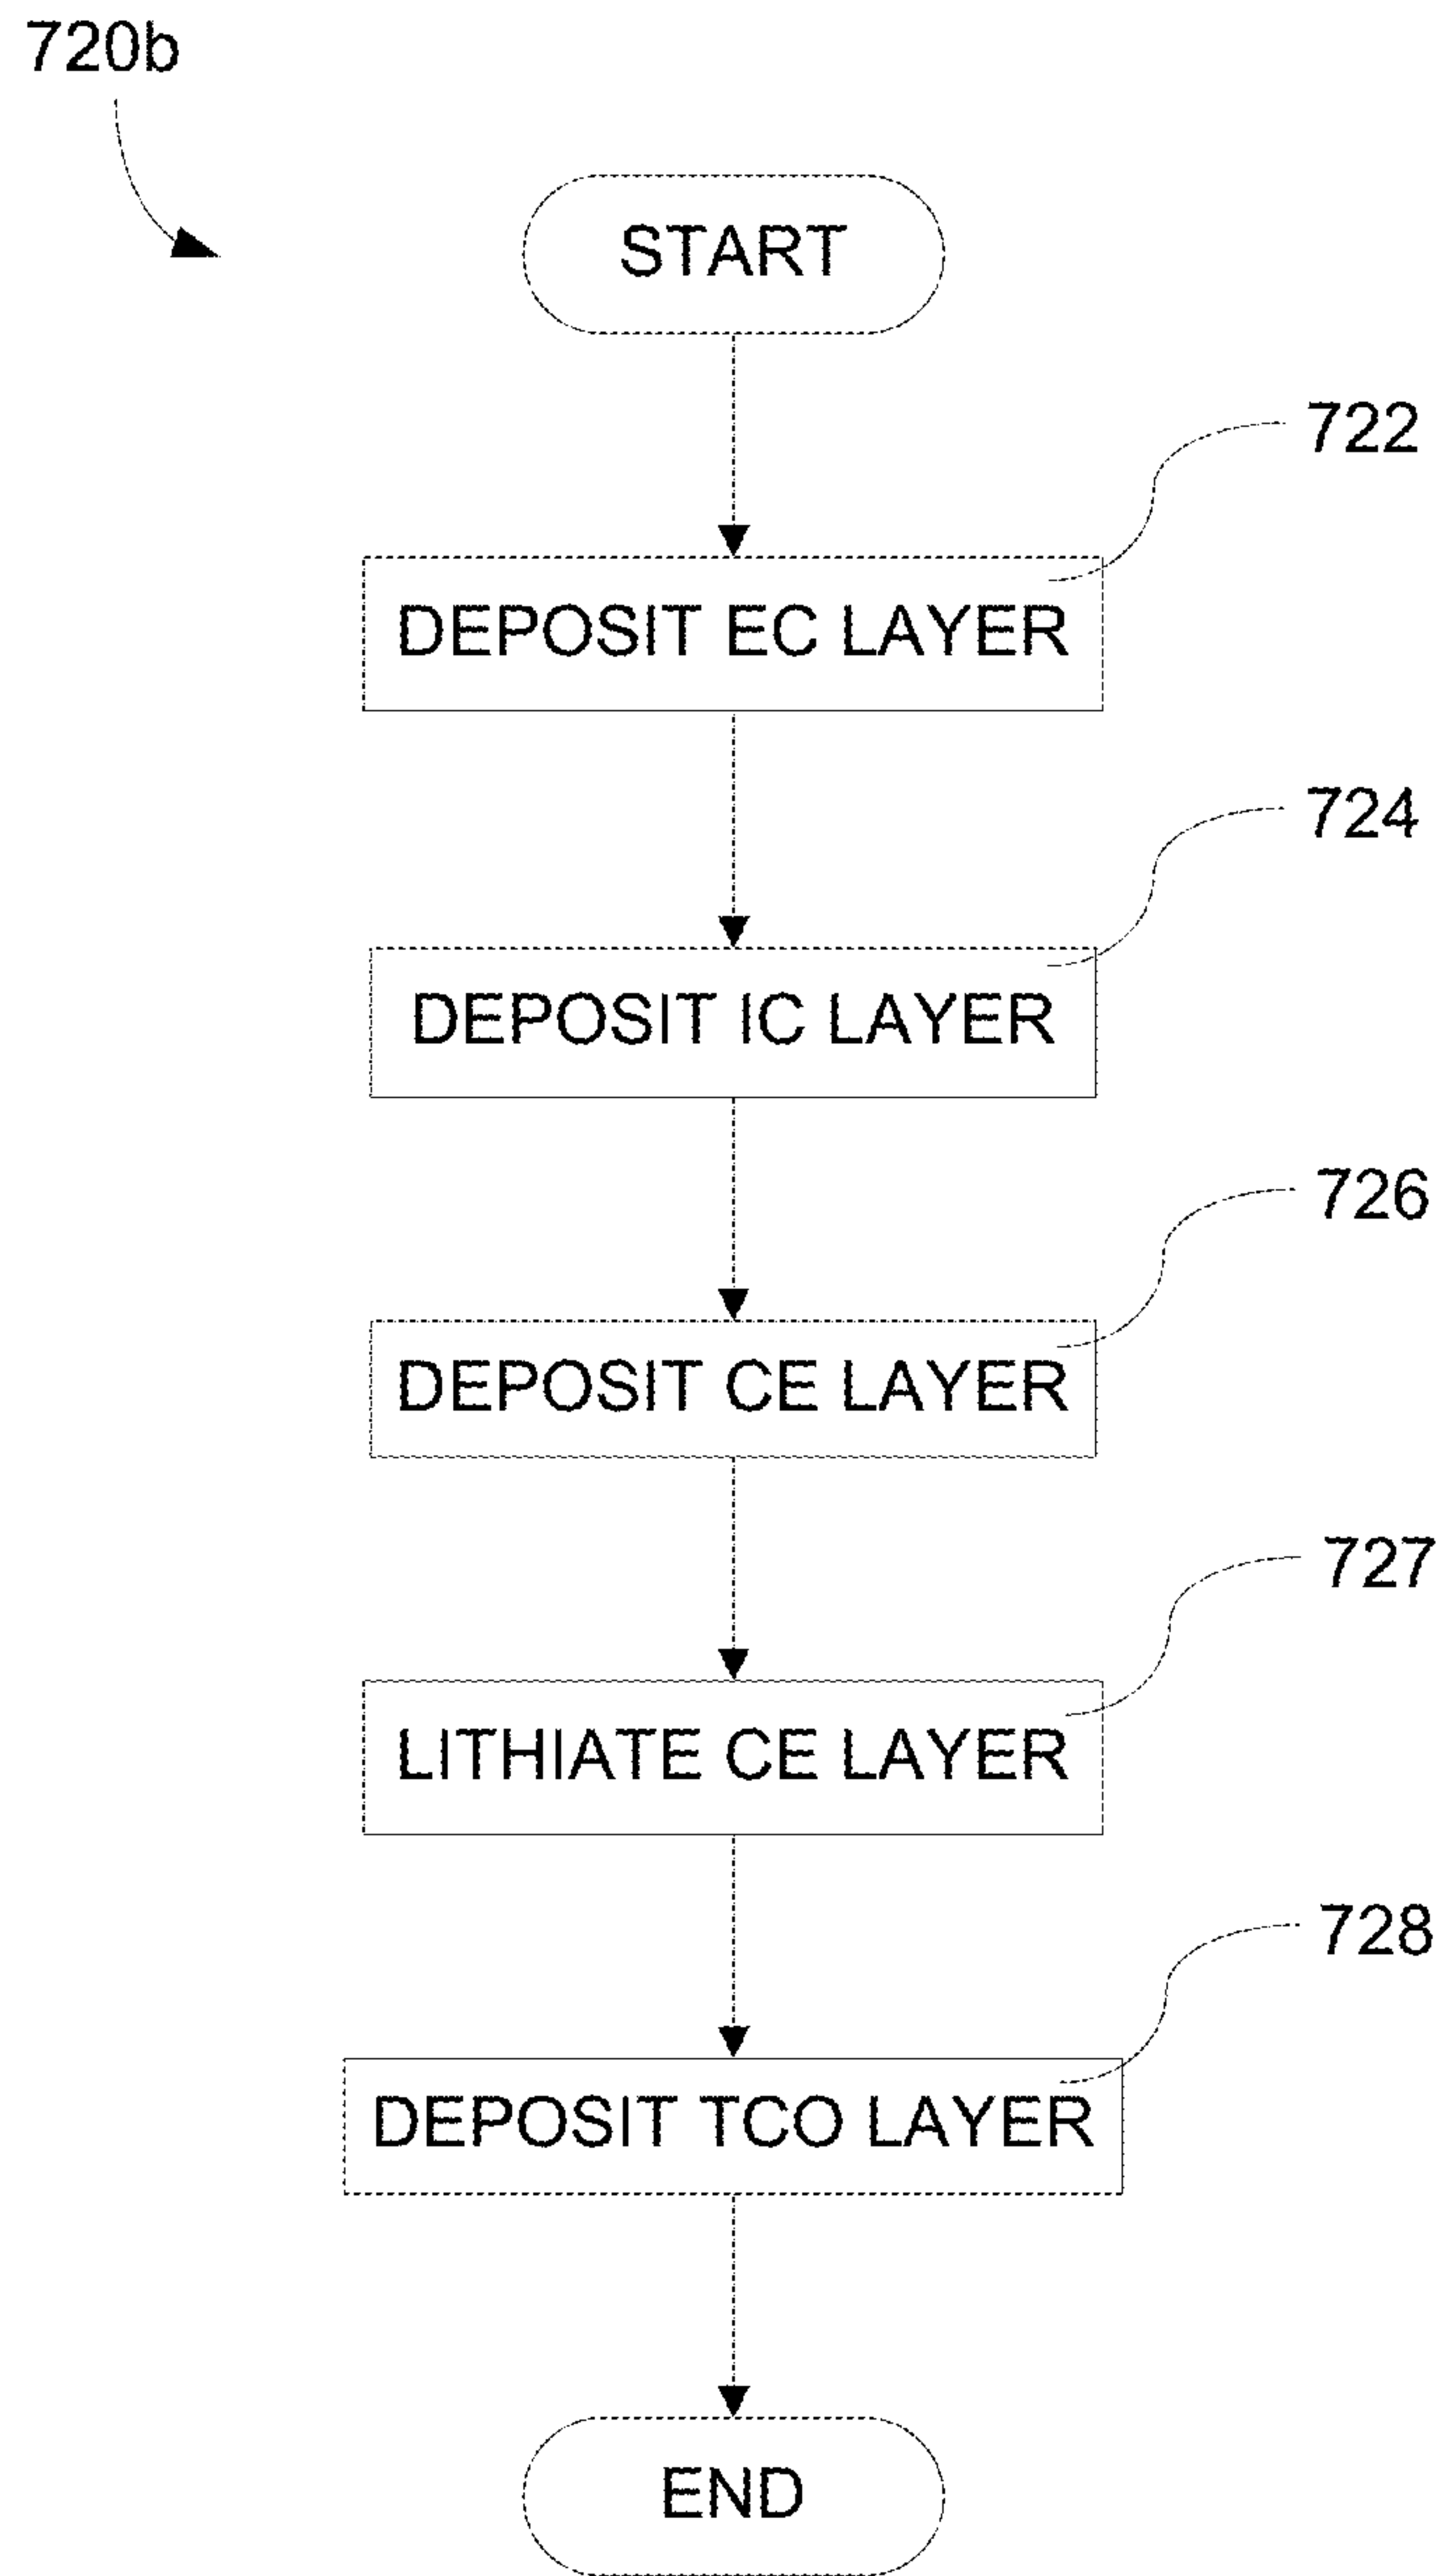 720b
START
722
DEPOSIT EC LAYER
724
DEPOSIT IC LAYER
726
DEPOSIT CE LAYER
727
LITHIATE CE LAYER
728
DEPOSIT TCO LAYER
END